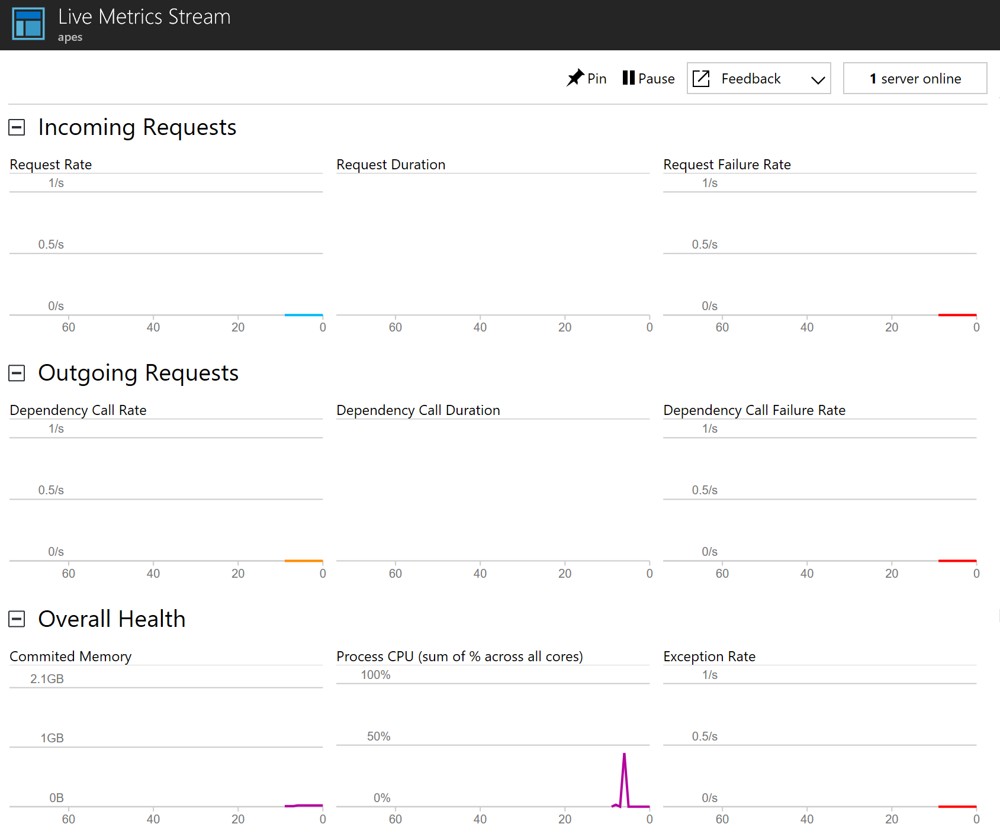 Live Metrics Stream
apes
Pin Pause Feedback 1 server online
Incoming Requests
Request Rate Request Duration Request Failure Rate
1/s 1/s
0.5/s 0.5/s
0/s 0/s
60 40 20 0 60 40 20 0 60 40 20 0
Outgoing Requests
Dependency Call Rate Dependency Call Duration Dependency Call Failure Rate
1/s 1/s
0.5/s 0.5/s
0/s 0/s
60 40 20 0 60 40 20 0 60 40 20 0
Overall Health
Commited Memory Process CPU (sum of % across all cores) Exception Rate
2.1GB 100% 1/s
1GB 50% 0.5/s
0B 0% 0/s
60 40 20 0 60 40 20 0 60 40 20 0